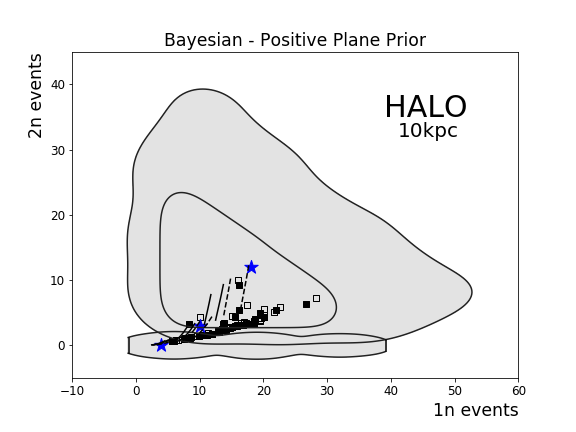 Bayesian - Positive Plane Prior
2n events
40
30
20
10
0
HALO
10kpc
−10 0 10 20 30 40 50 60
1n events